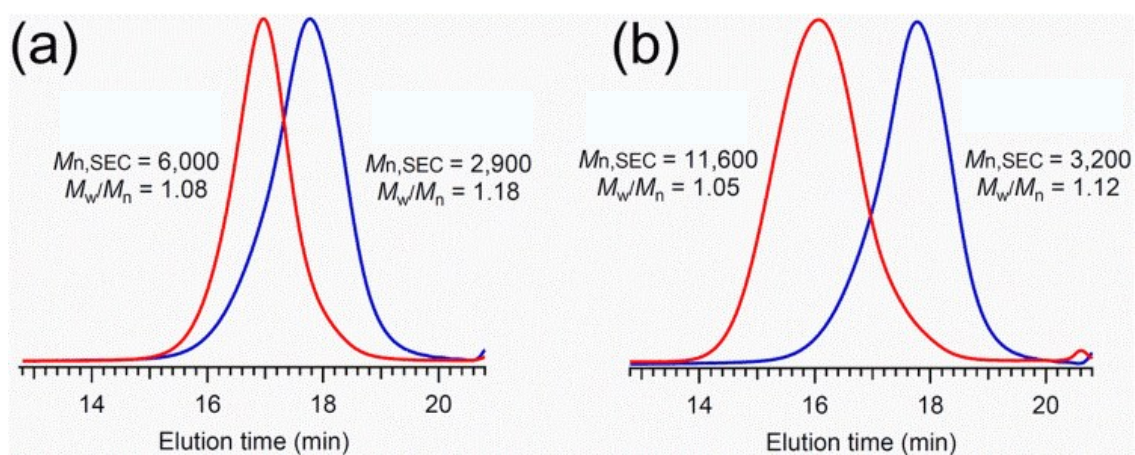 (a)
Mn,SEC = 6,000
Mw/Mn = 1.08
Mn,SEC = 2,900
Mw/Mn = 1.18
14 16 18 20
Elution time (min)
(b)
Mn,SEC = 11,600
Mw/Mn = 1.05
Mn,SEC = 3,200
Mw/Mn = 1.12
14 16 18 20
Elution time (min)